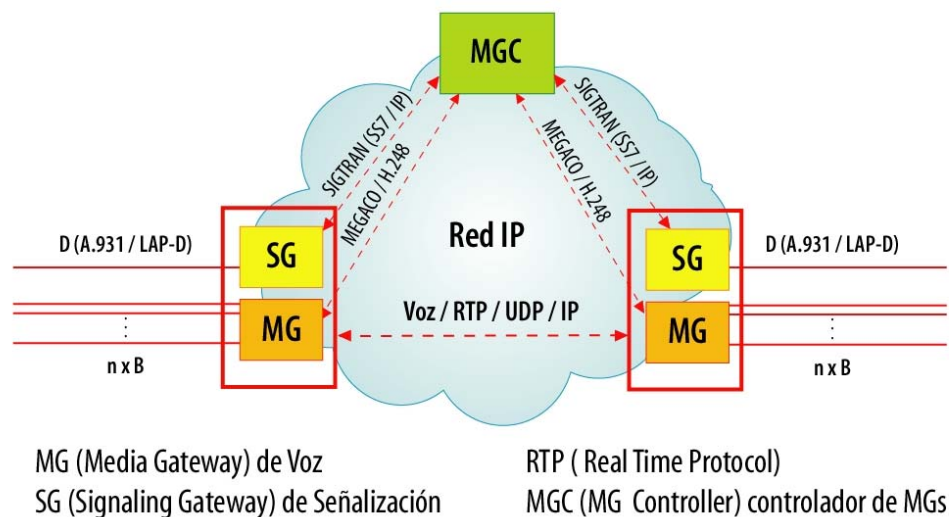 MGC
SIGTRAN (SS7 / IP)
MEGACO / H.248
SIGTRAN (SS7 / IP)
MEGACO / H.248
Red IP
D (A.931 / LAP-D)
SG
MG
n x B
Voz / RTP / UDP / IP
D (A.931 / LAP-D)
SG
MG
n x B
MG (Media Gateway) de Voz
SG (Signaling Gateway) de Señalización
RTP ( Real Time Protocol)
MGC (MG Controller) controlador de MGs